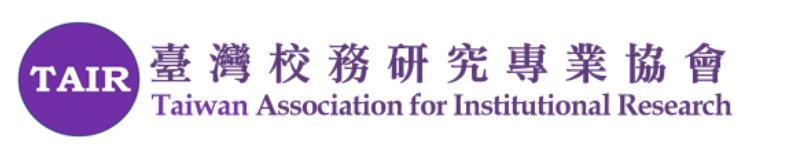 TAIR
臺灣校務研究專業協會
Taiwan Association for Institutional Research